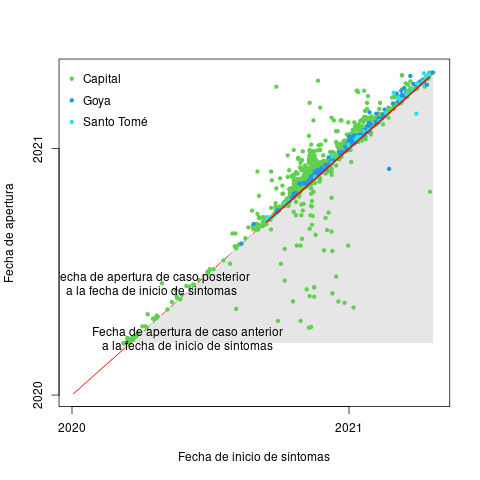 Capital
Goya
Santo Tomé
2021
Fecha de apertura
echa de apertura de caso posterior
a la fecha de inicio de síntomas
Fecha de apertura de caso anterior
a la fecha de inicio de síntomas
2020
2020
2021
Fecha de inicio de síntomas